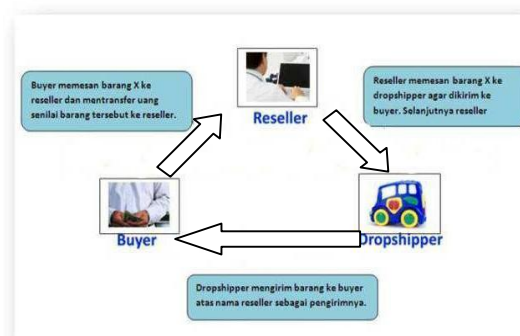 Buyer memesan barang X ke
reseller dan mentransfer uang
senilai barang tersebut ke reseller.
Reseller
Reseller memesan barang X ke
dropshipper agar dikirim ke
buyer. Selanjutnya reseller
Buyer
Dropshipper
Dropshipper mengirim barang ke buyer
atas nama reseller sebagai pengirimnya.